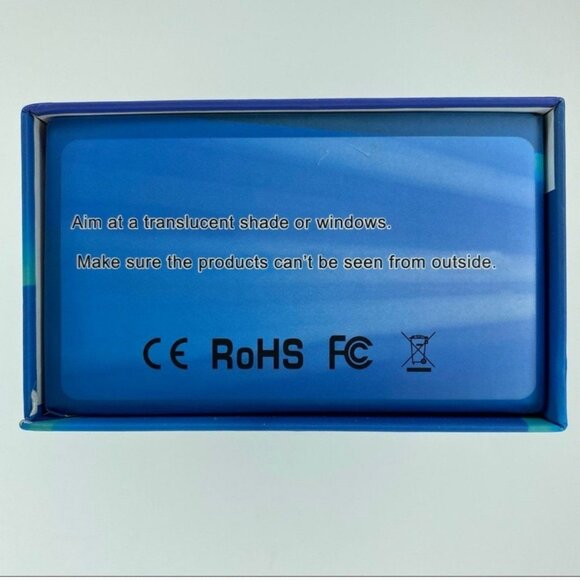 Aim at a translucent shade or windows.
Make sure the products can't be seen from outside.
CE RoHS FC